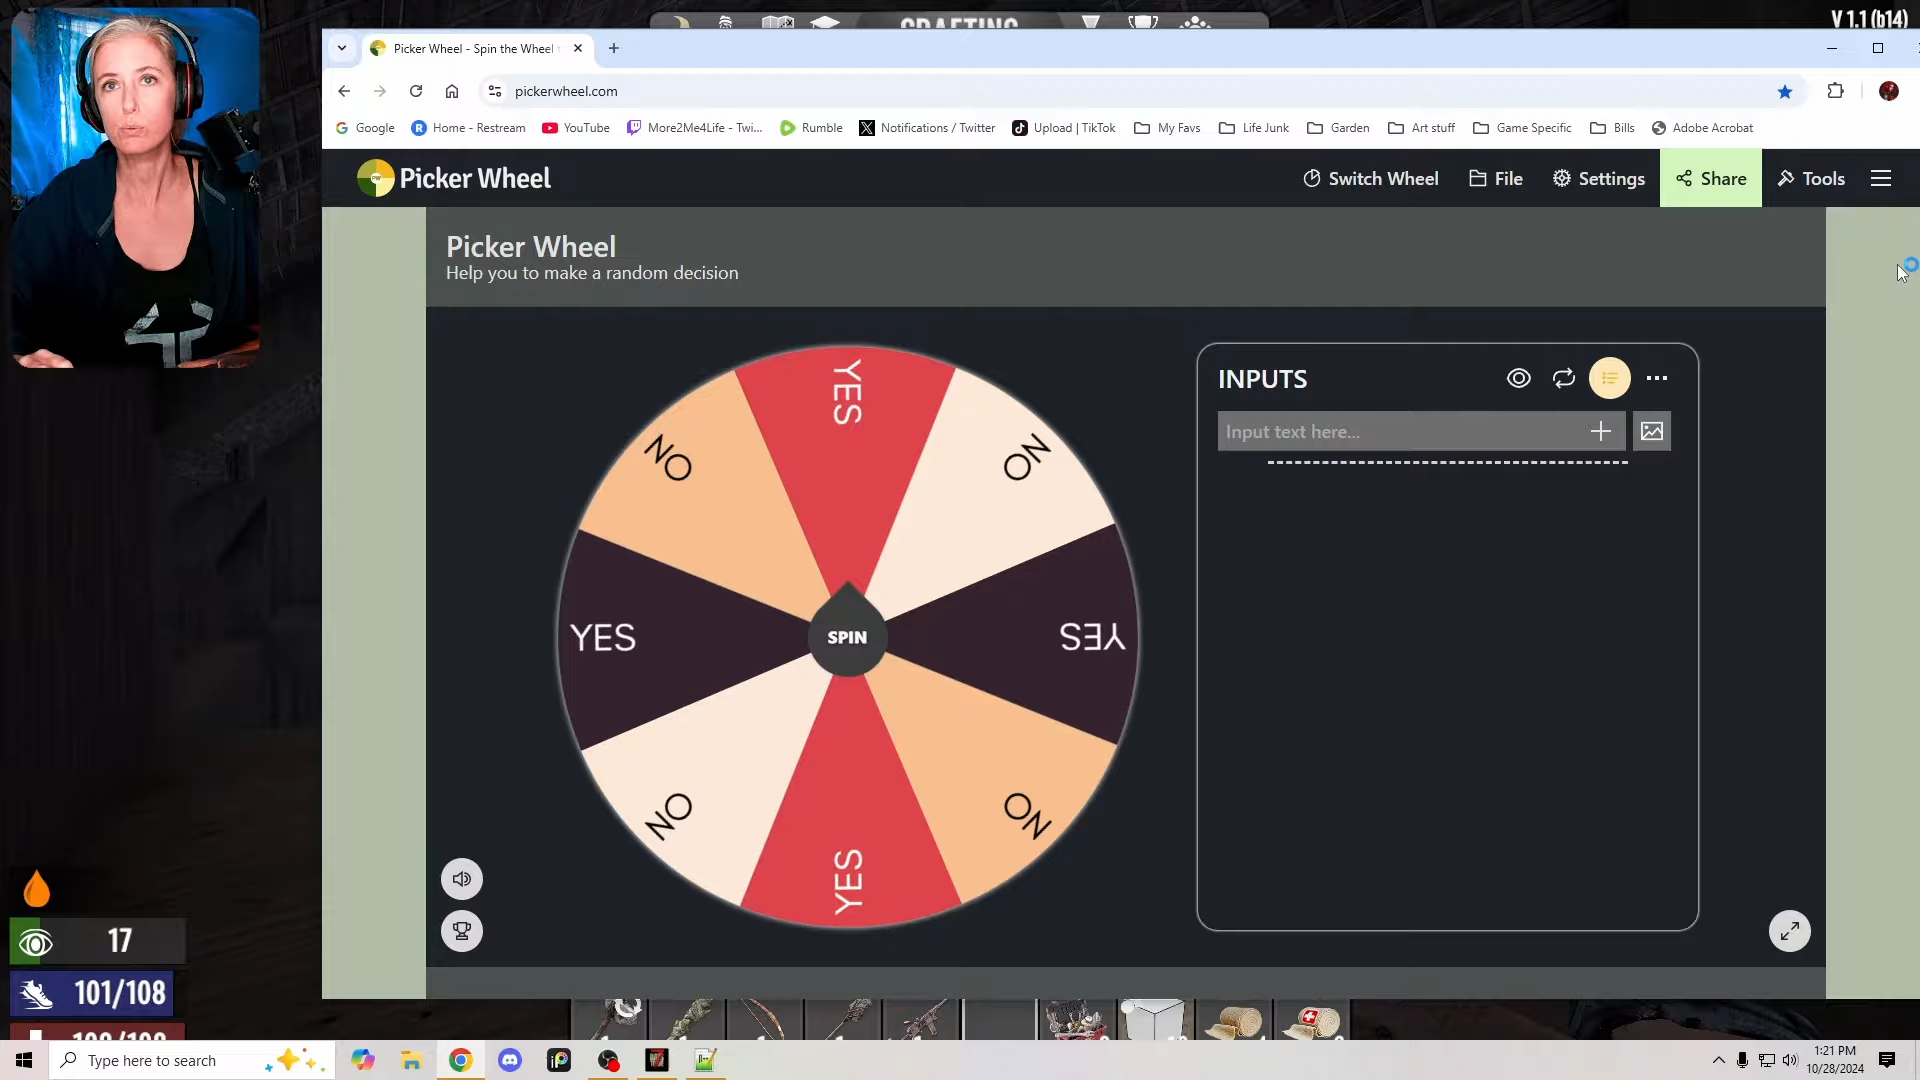 CRAFTING
V 1.1 (b14)
Picker Wheel - Spin the Wheel
pickerwheel.com
Google
Home - Restream
YouTube
More2Me4Life - Twi...
Rumble
Notifications / Twitter
Upload | TikTok
My Favs
Life Junk
Garden
Art stuff
Game Specific
Bills
Adobe Acrobat
Picker Wheel
Switch Wheel
File
Settings
Share
Tools
Picker Wheel
Help you to make a random decision
YES
NO
YES
NO
YES
NO
YES
NO
SPIN
INPUTS
Input text here...
17
101/108
Type here to search
1:21 PM
10/28/2024